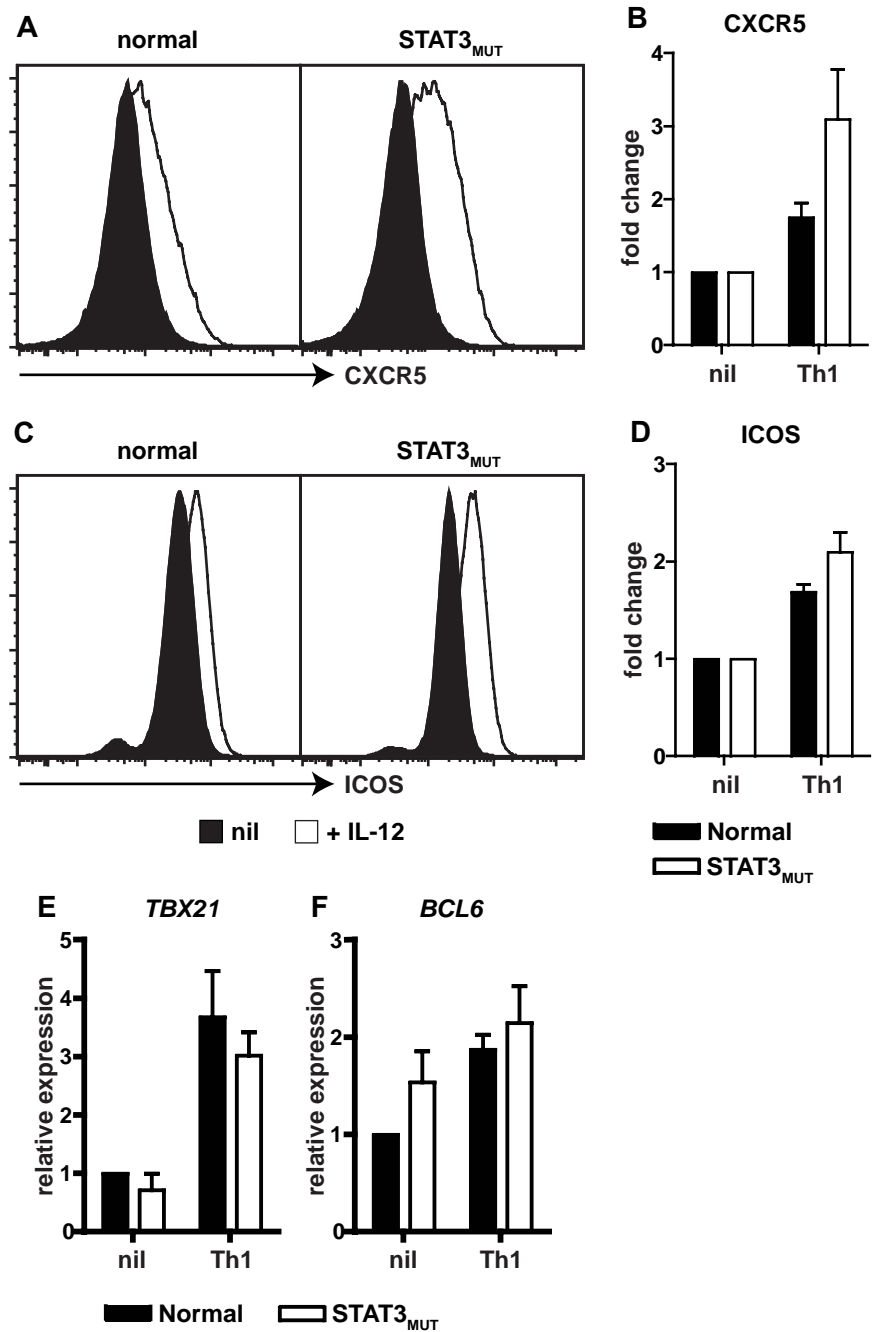 A
normal
STAT3MUT
CXCR5
B
CXCR5
fold change
4
3
2
1
0
nil
Th1
C
normal
STAT3MUT
ICOS
nil
+ IL-12
D
ICOS
fold change
3
2
1
0
nil
Th1
Normal
STAT3MUT
E
TBX21
relative expression
5
4
3
2
1
0
nil
Th1
F
BCL6
relative expression
3
2
1
0
nil
Th1
Normal
STAT3MUT